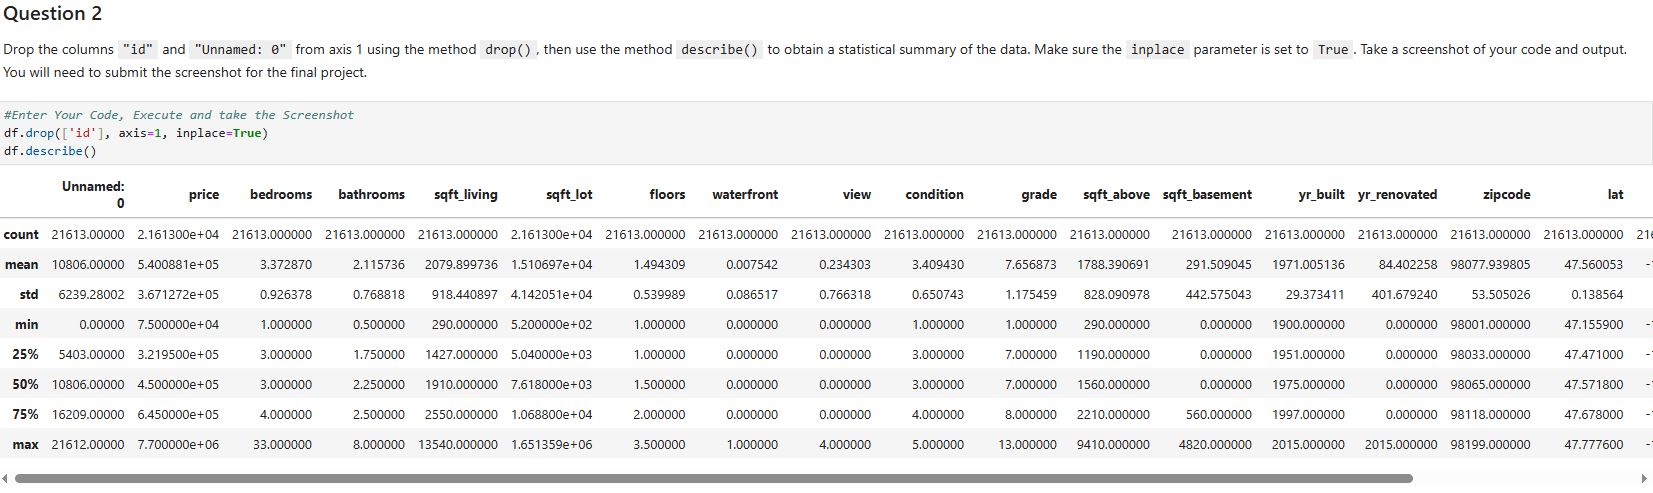 Question 2
Drop the columns "id" and "Unnamed: 0" from axis 1 using the method drop() , then use the method describe() to obtain a statistical summary of the data. Make sure the inplace parameter is set to True . Take a screenshot of your code and output.
You will need to submit the screenshot for the final project.
#Enter Your Code, Execute and take the Screenshot
df.drop(['id'], axis=1, inplace=True)
df.describe()
Unnamed: 0 price bedrooms bathrooms sqft_living sqft_lot floors waterfront view condition grade sqft_above sqft_basement yr_built yr_renovated zipcode lat
count 21613.00000 2.161300e+04 21613.000000 21613.000000 21613.000000 2.161300e+04 21613.000000 21613.000000 21613.000000 21613.000000 21613.000000 21613.000000 21613.000000 21613.000000 21613.000000 21613.000000 21613.000000 21
mean 10806.00000 5.400881e+05 3.372870 2.115736 2079.899736 1.510697e+04 1.494309 0.007542 0.234303 3.409430 7.656873 1788.390691 291.509045 1971.005136 84.402258 98077.939805 47.560053 -
std 6239.28002 3.671272e+05 0.926378 0.768818 918.440897 4.142051e+04 0.539989 0.086517 0.766318 0.650743 1.175459 828.090978 442.575043 29.373411 401.679240 53.505026 0.138564
min 0.00000 7.500000e+04 1.000000 0.500000 290.000000 5.200000e+02 1.000000 0.000000 0.000000 1.000000 1.000000 290.000000 0.000000 1900.000000 0.000000 98001.000000 47.155900 -
25% 5403.00000 3.219500e+05 3.000000 1.750000 1427.000000 5.040000e+03 1.000000 0.000000 0.000000 3.000000 7.000000 1190.000000 0.000000 1951.000000 0.000000 98033.000000 47.471000 -
50% 10806.00000 4.500000e+05 3.000000 2.250000 1910.000000 7.618000e+03 1.500000 0.000000 0.000000 3.000000 7.000000 1560.000000 0.000000 1975.000000 0.000000 98065.000000 47.571800 -
75% 16209.00000 6.450000e+05 4.000000 2.500000 2550.000000 1.068800e+04 2.000000 0.000000 0.000000 4.000000 8.000000 2210.000000 560.000000 1997.000000 0.000000 98118.000000 47.678000 -
max 21612.00000 7.700000e+06 33.000000 8.000000 13540.000000 1.651359e+06 3.500000 1.000000 4.000000 5.000000 13.000000 9410.000000 4820.000000 2015.000000 2015.000000 98199.000000 47.777600 -